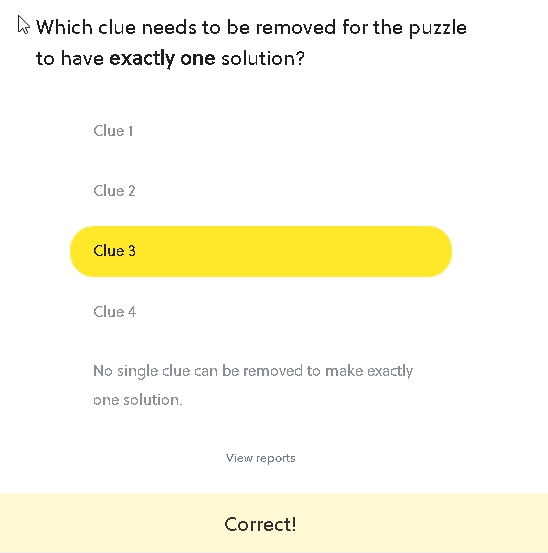 Which clue needs to be removed for the puzzle
to have exactly one solution?
Clue 1
Clue 2
Clue 3
Clue 4
No single clue can be removed to make exactly
one solution.
View reports
Correct!